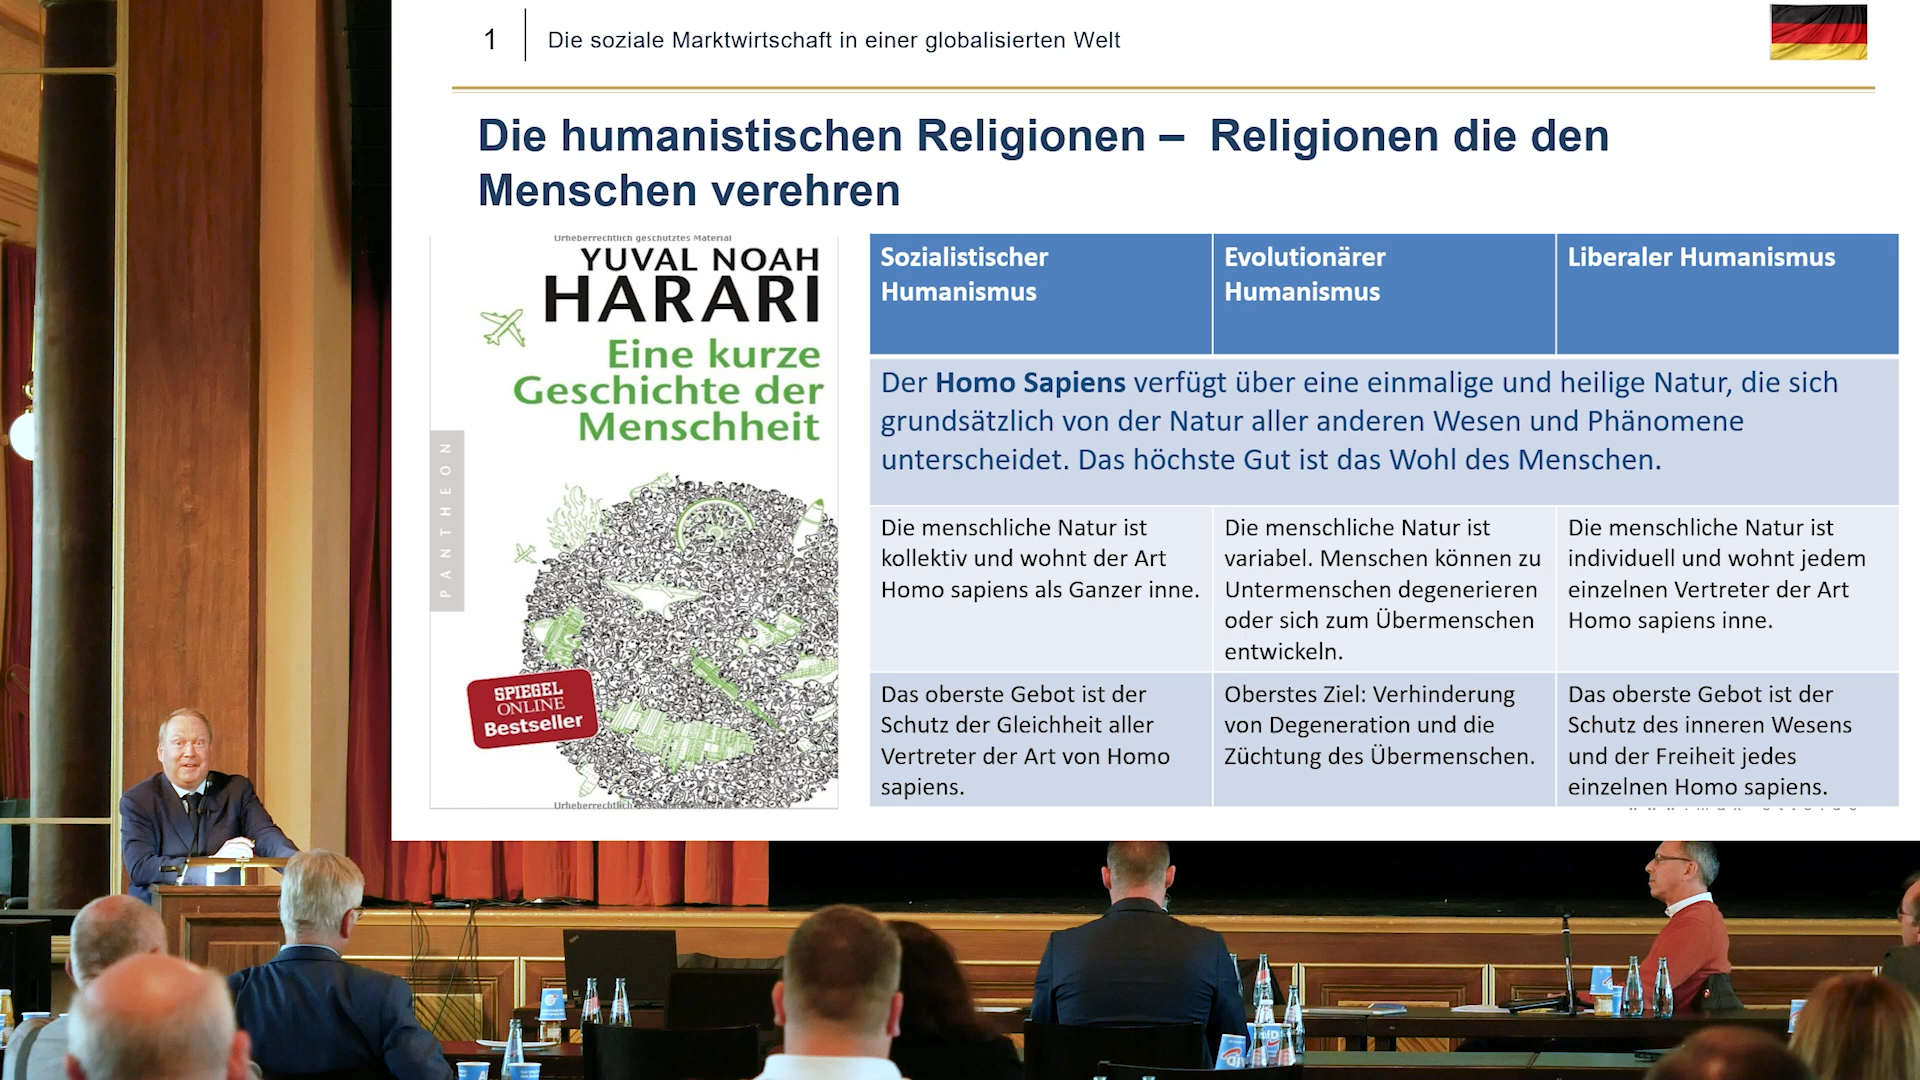 1
Die soziale Marktwirtschaft in einer globalisierten Welt
Die humanistischen Religionen – Religionen die den
Menschen verehren
Urheberrechtlich geschütztes Material
YUVAL NOAH
HARARI
Eine kurze
Geschichte der
Menschheit
PANTHEON
SPIEGEL
ONLINE
Bestseller
Urheberrechtlich
Sozialistischer
Humanismus
Evolutionärer
Humanismus
Liberaler Humanismus
Der Homo Sapiens verfügt über eine einmalige und heilige Natur, die sich
grundsätzlich von der Natur aller anderen Wesen und Phänomene
unterscheidet. Das höchste Gut ist das Wohl des Menschen.
Die menschliche Natur ist
kollektiv und wohnt der Art
Homo sapiens als Ganzer inne.
Die menschliche Natur ist
variabel. Menschen können zu
Untermenschen degenerieren
oder sich zum Übermenschen
entwickeln.
Die menschliche Natur ist
individuell und wohnt jedem
einzelnen Vertreter der Art
Homo sapiens inne.
Das oberste Gebot ist der
Schutz der Gleichheit aller
Vertreter der Art von Homo
sapiens.
Oberstes Ziel: Verhinderung
von Degeneration und die
Züchtung des Übermenschen.
Das oberste Gebot ist der
Schutz des inneren Wesens
und der Freiheit jedes
einzelnen Homo sapiens.